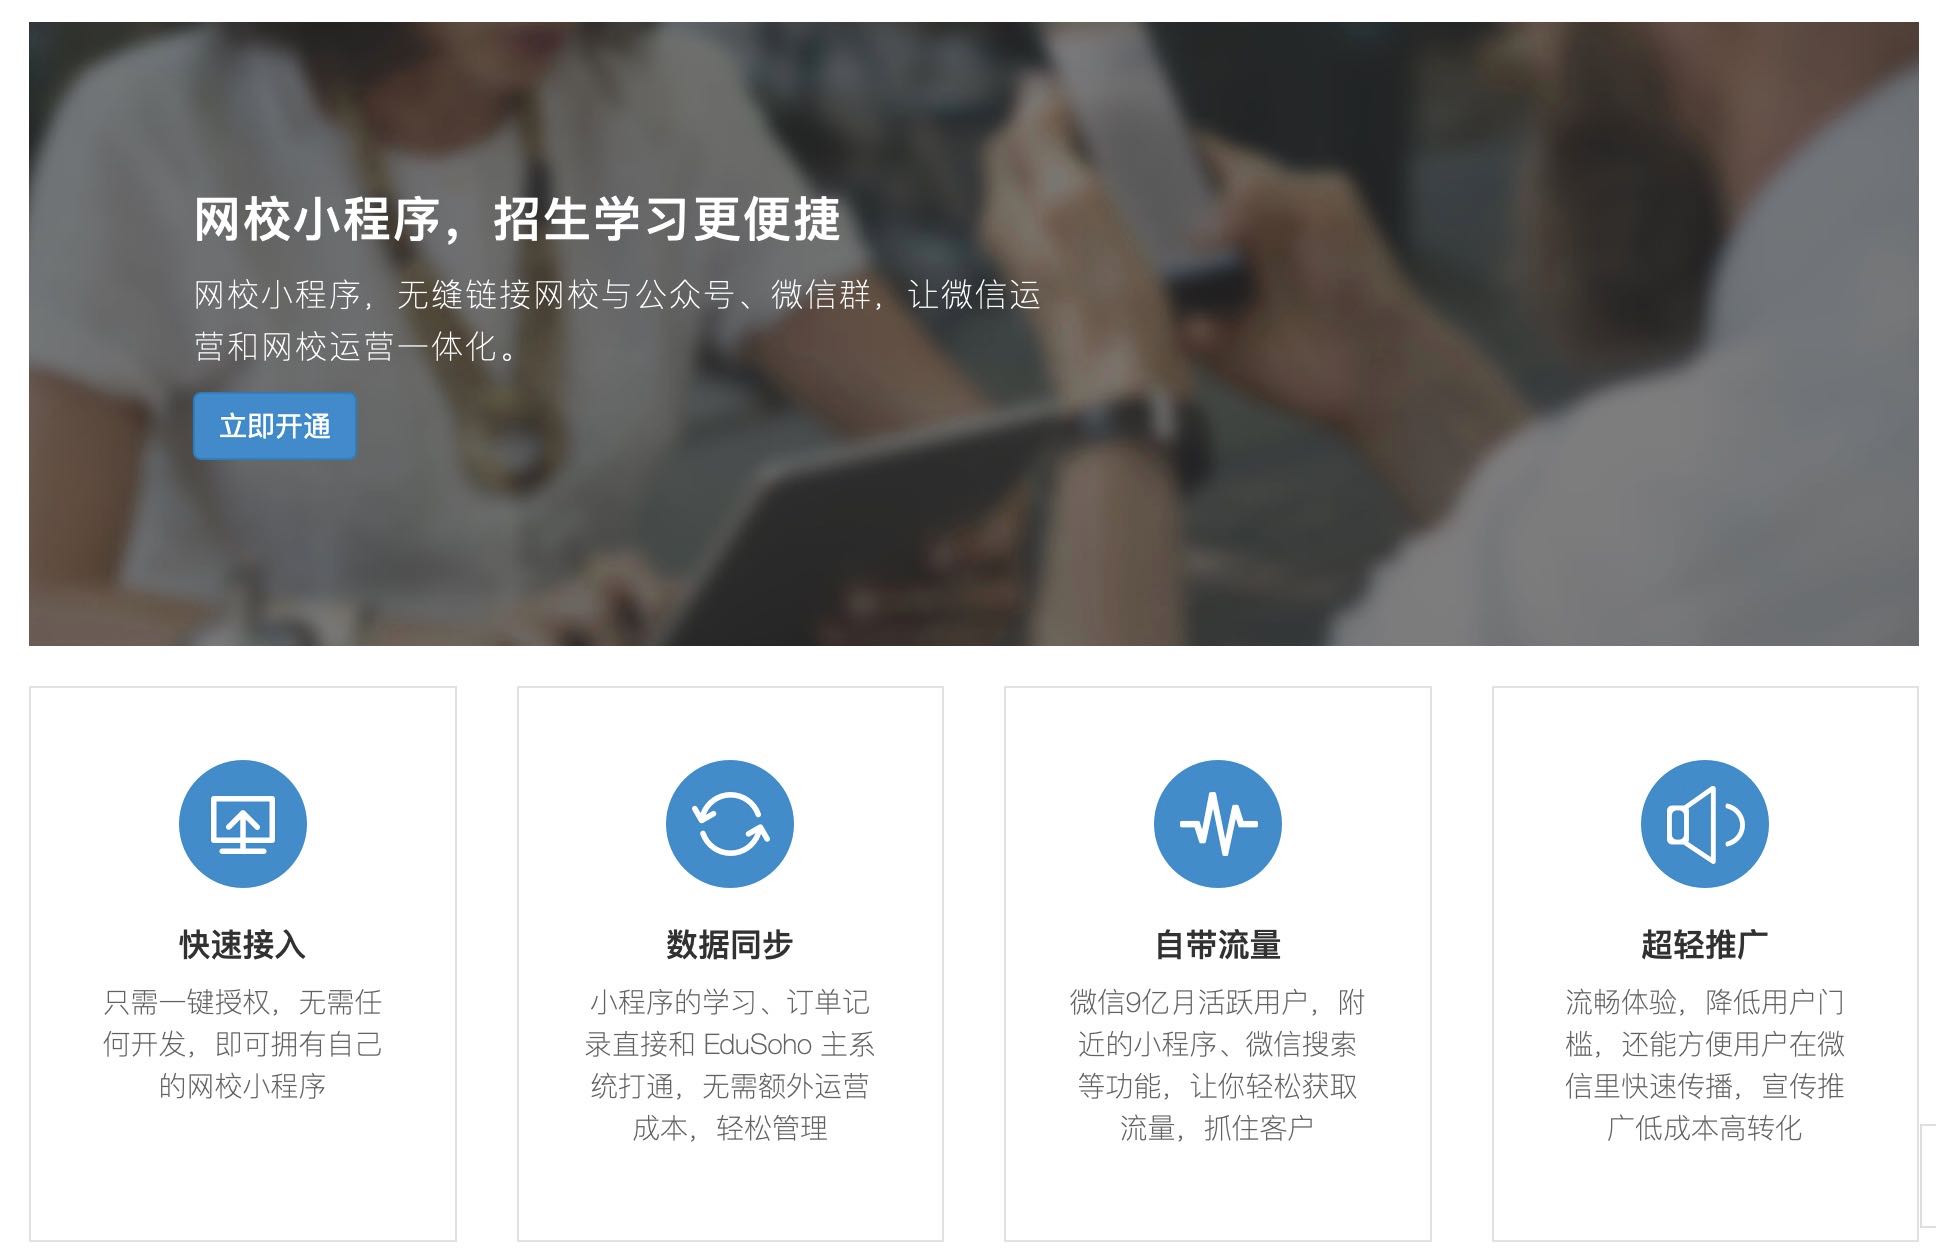 网校小程序，招生学习更便捷
网校小程序，无缝链接网校与公众号、微信群，让微信运
营和网校运营一体化。
立即开通
快速接入
只需一键授权，无需任
何开发，即可拥有自己
的网校小程序
数据同步
小程序的学习、订单记
录直接和 EduSoho 主系
统打通，无需额外运营
成本，轻松管理
自带流量
微信9亿月活跃用户，附
近的小程序、微信搜索
等功能，让你轻松获取
流量，抓住客户
超轻推广
流畅体验，降低用户门
槛，还能方便用户在微
信里快速传播，宣传推
广低成本高转化